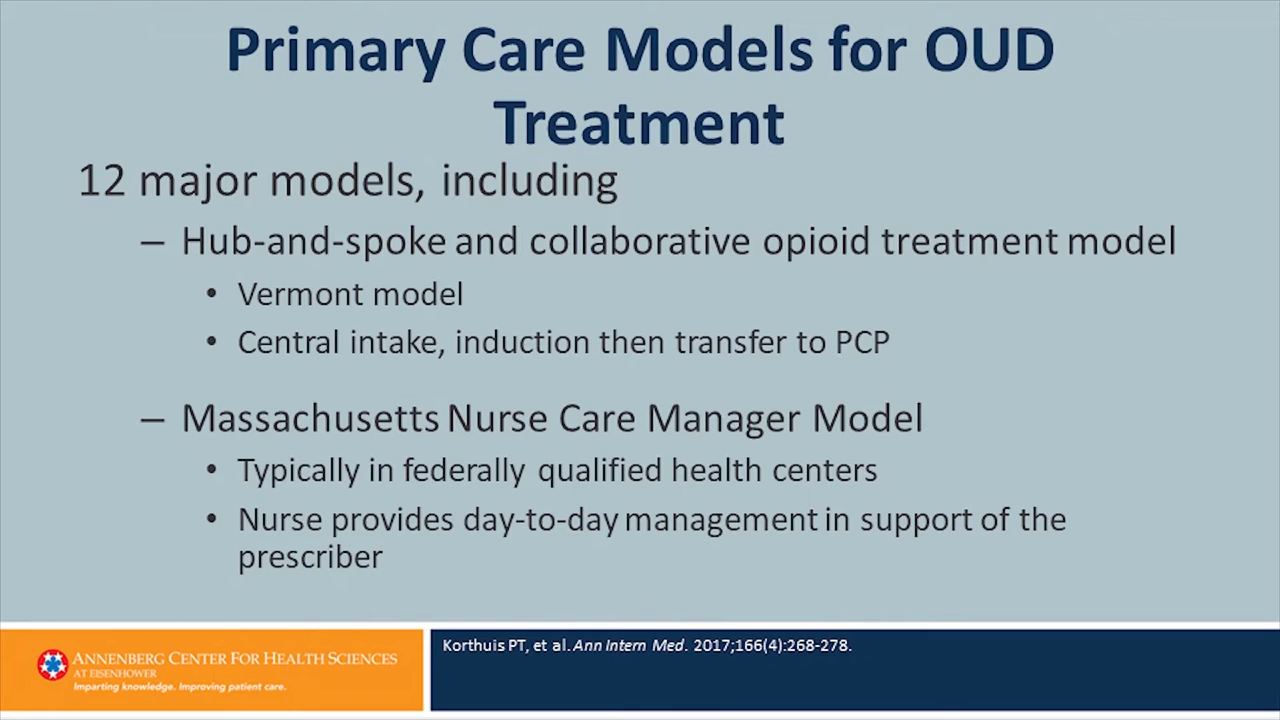 Primary Care Models for OUD
Treatment
12 major models, including
– Hub-and-spoke and collaborative opioid treatment model
• Vermont model
• Central intake, induction then transfer to PCP
– Massachusetts Nurse Care Manager Model
• Typically in federally qualified health centers
• Nurse provides day-to-day management in support of the
prescriber
ANNENBERG CENTER FOR HEALTH SCIENCES
AT EISENHOWER
Imparting knowledge. Improving patient care.
Korthuis PT, et al. Ann Intern Med. 2017;166(4):268-278.